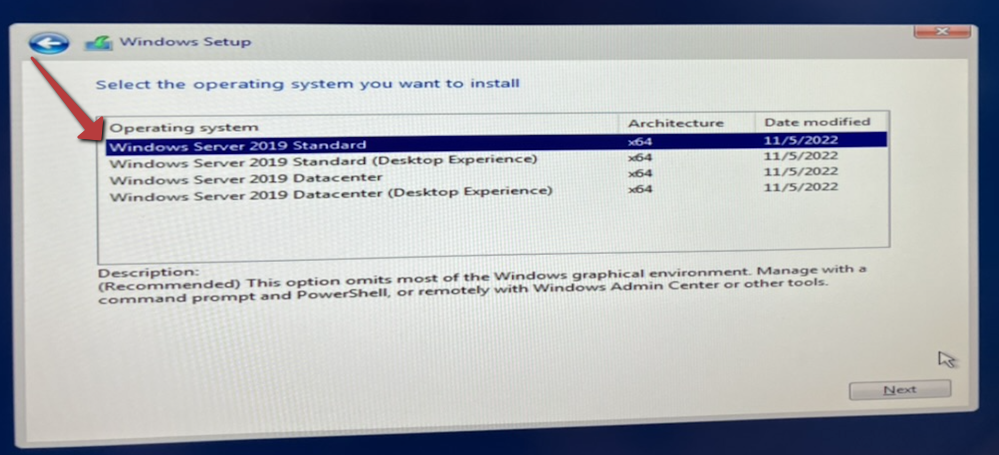 Windows Setup
Select the operating system you want to install
Operating system Architecture Date modified
Windows Server 2019 Standard x64 11/5/2022
Windows Server 2019 Standard (Desktop Experience) x64 11/5/2022
Windows Server 2019 Datacenter x64 11/5/2022
Windows Server 2019 Datacenter (Desktop Experience) x64 11/5/2022
Description:
(Recommended) This option omits most of the Windows graphical environment. Manage with a
command prompt and PowerShell, or remotely with Windows Admin Center or other tools.
Next